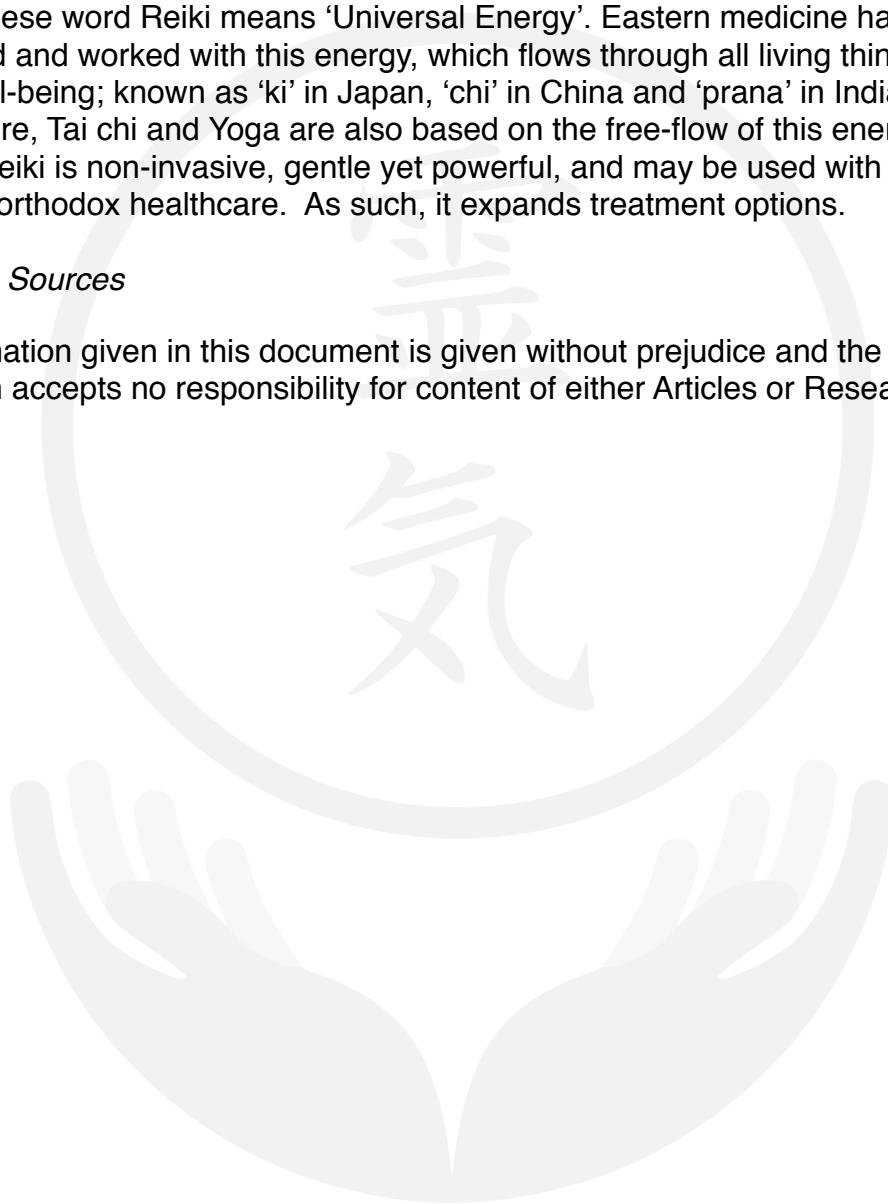 ese word Reiki means ‘Universal Energy’. Eastern medicine ha
d and worked with this energy, which flows through all living thin
l-being; known as ‘ki’ in Japan, ‘chi’ in China and ‘prana’ in India
re, Tai chi and Yoga are also based on the free-flow of this ener
eiki is non-invasive, gentle yet powerful, and may be used with
orthodox healthcare.  As such, it expands treatment options.
Sources
ation given in this document is given without prejudice and the
n accepts no responsibility for content of either Articles or Resea
霊
気